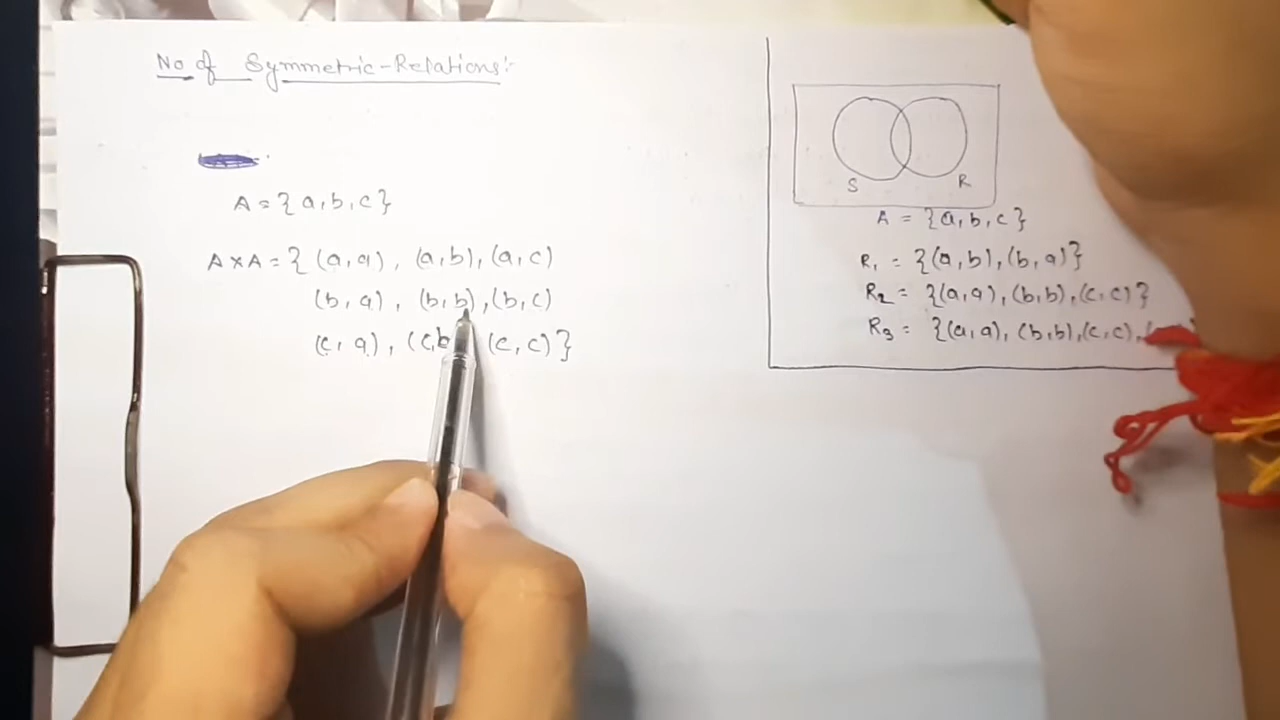 No of Symmetric-Relations:-
A = {a,b,c}
A×A = { (a,a), (a,b), (a,c)
(b,a), (b,b), (b,c)
(c,a), (c,b (c,c)}
S R
A = {a,b,c}
R1 = {(a,b),(b,a)}
R2 = {(a,a),(b,b),(c,c)}
R3 = {(a,a), (b,b),(c,c),